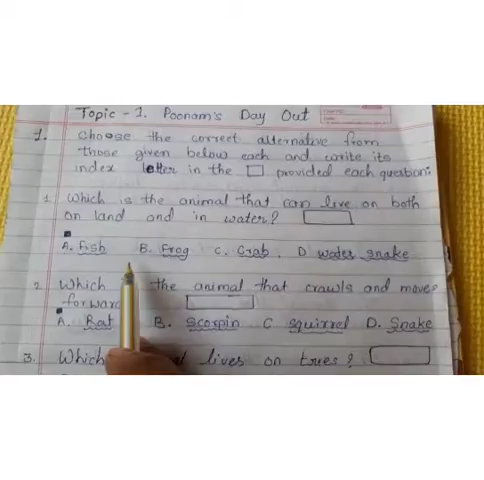 Topic - 1. Poonam's Day Out
1. Choose the correct alternative from
those given below each and write its
index letter in the □ provided each question:
1. Which is the animal that can live on both
on land and in water?
A. Fish B. Frog C. Crab. D water snake
2. Which the animal that crawls and moves
forward
A. Rat B. Scorpin C squirrel D. Snake
3. Which lives on trees?